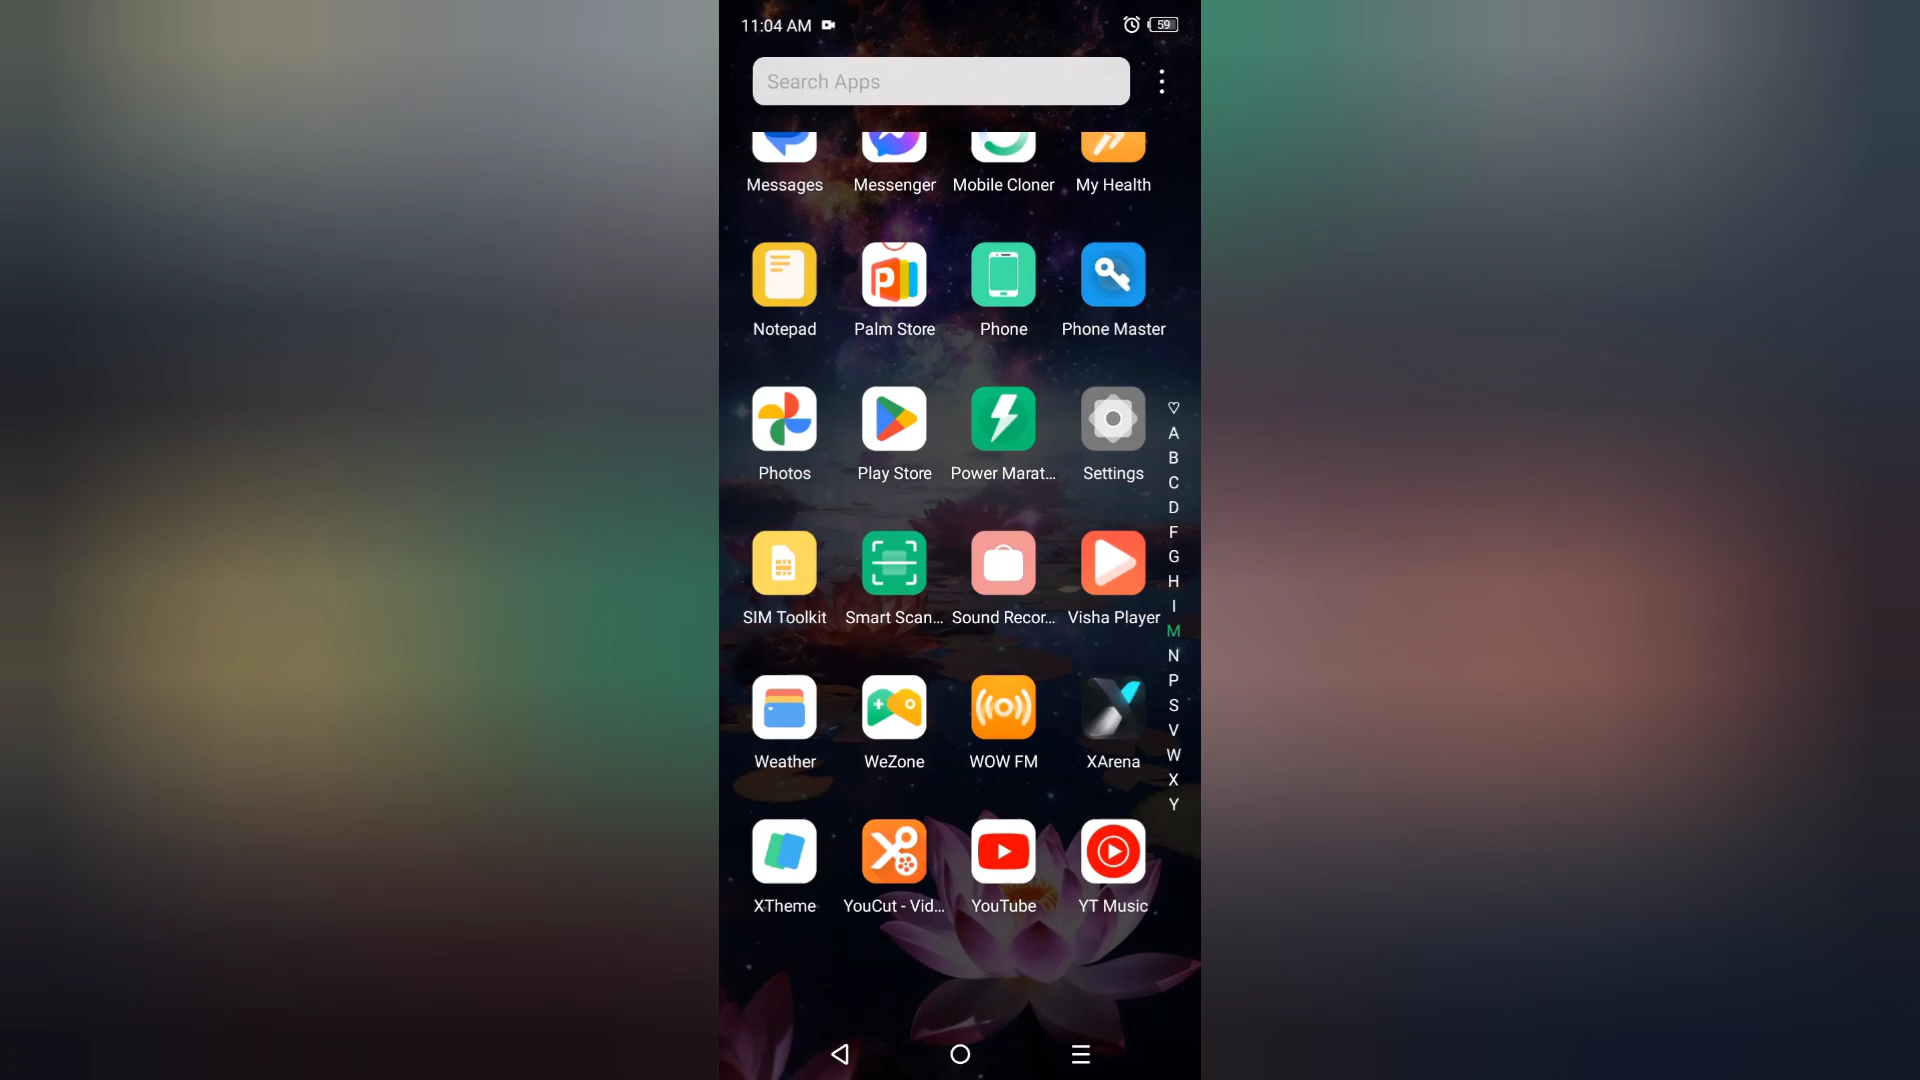 11:04 AM 59
Search Apps
Messages Messenger Mobile Cloner My Health
Notepad Palm Store Phone Phone Master
Photos Play Store Power Marat... Settings
SIM Toolkit Smart Scan... Sound Recor... Visha Player
Weather WeZone WOW FM XArena
XTheme YouCut - Vid... YouTube YT Music
♡
A
B
C
D
F
G
H
I
M
N
P
S
V
W
X
Y